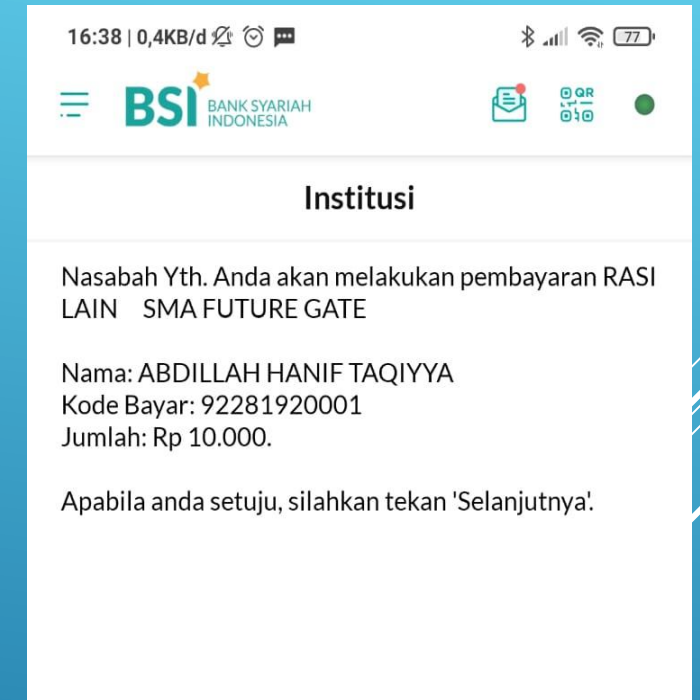 16:38 | 0,4KB/d 77
BSI BANK SYARIAH
INDONESIA
QR
Institusi
Nasabah Yth. Anda akan melakukan pembayaran RASI
LAIN SMA FUTURE GATE
Nama: ABDILLAH HANIF TAQIYYA
Kode Bayar: 92281920001
Jumlah: Rp 10.000.
Apabila anda setuju, silahkan tekan 'Selanjutnya'.